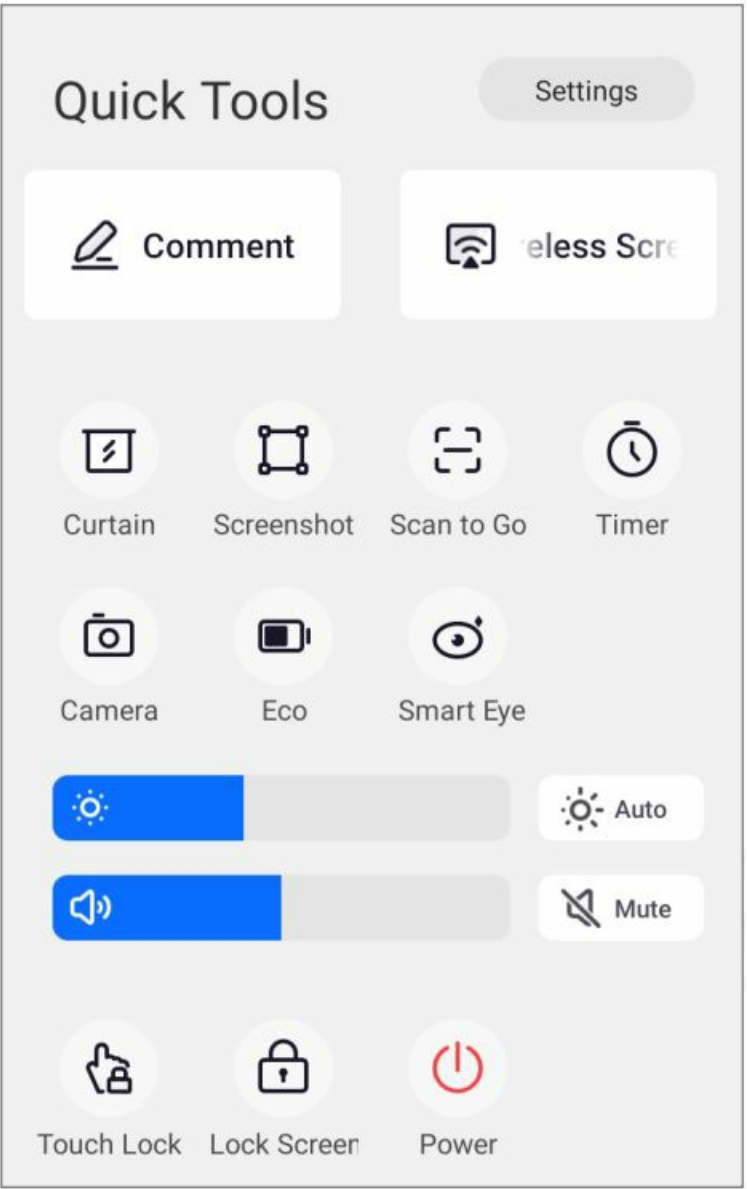 Quick Tools
Settings
Comment
eless Scre
Curtain
Screenshot
Scan to Go
Timer
Camera
Eco
Smart Eye
Auto
Mute
Touch Lock
Lock Screen
Power